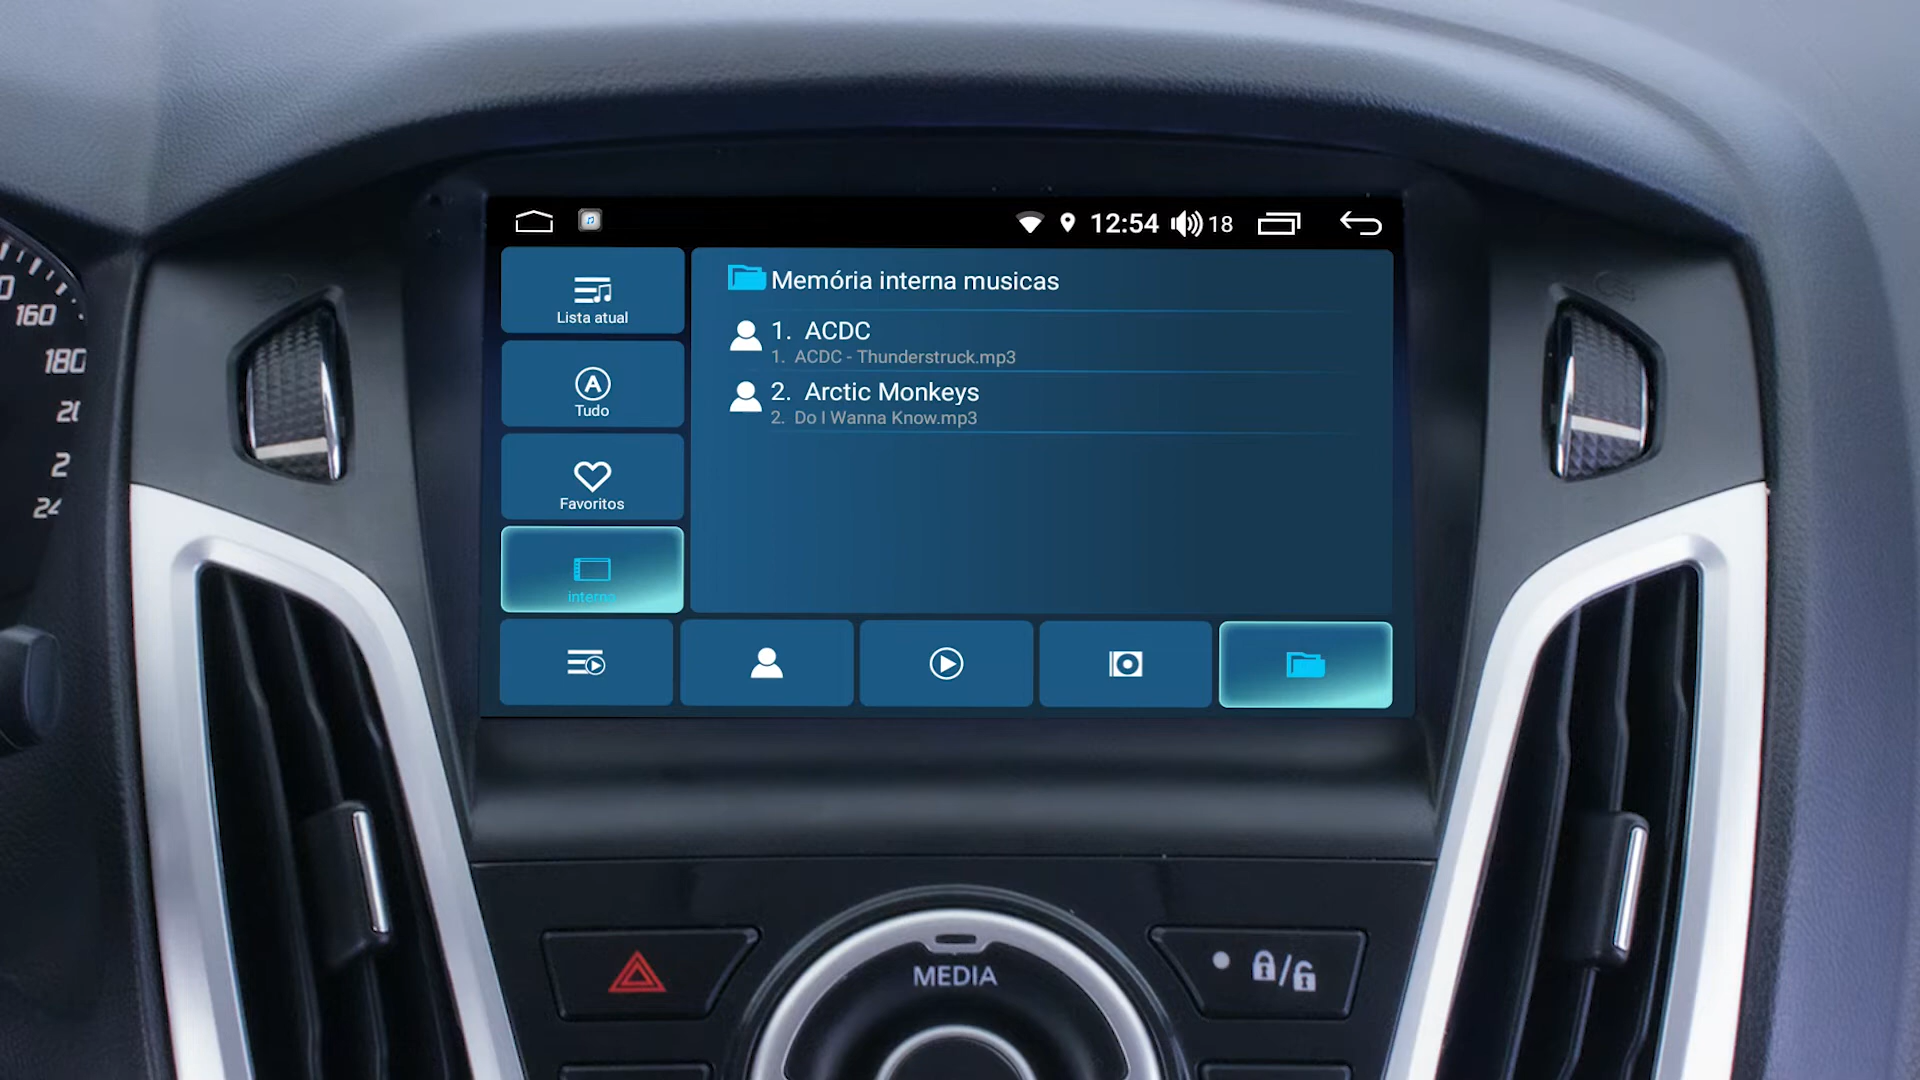 12:54 18
Lista atual
Tudo
Favoritos
interno
Memória interna musicas
1. ACDC
1. ACDC - Thunderstruck.mp3
2. Arctic Monkeys
2. Do I Wanna Know.mp3
160
180
24
MEDIA